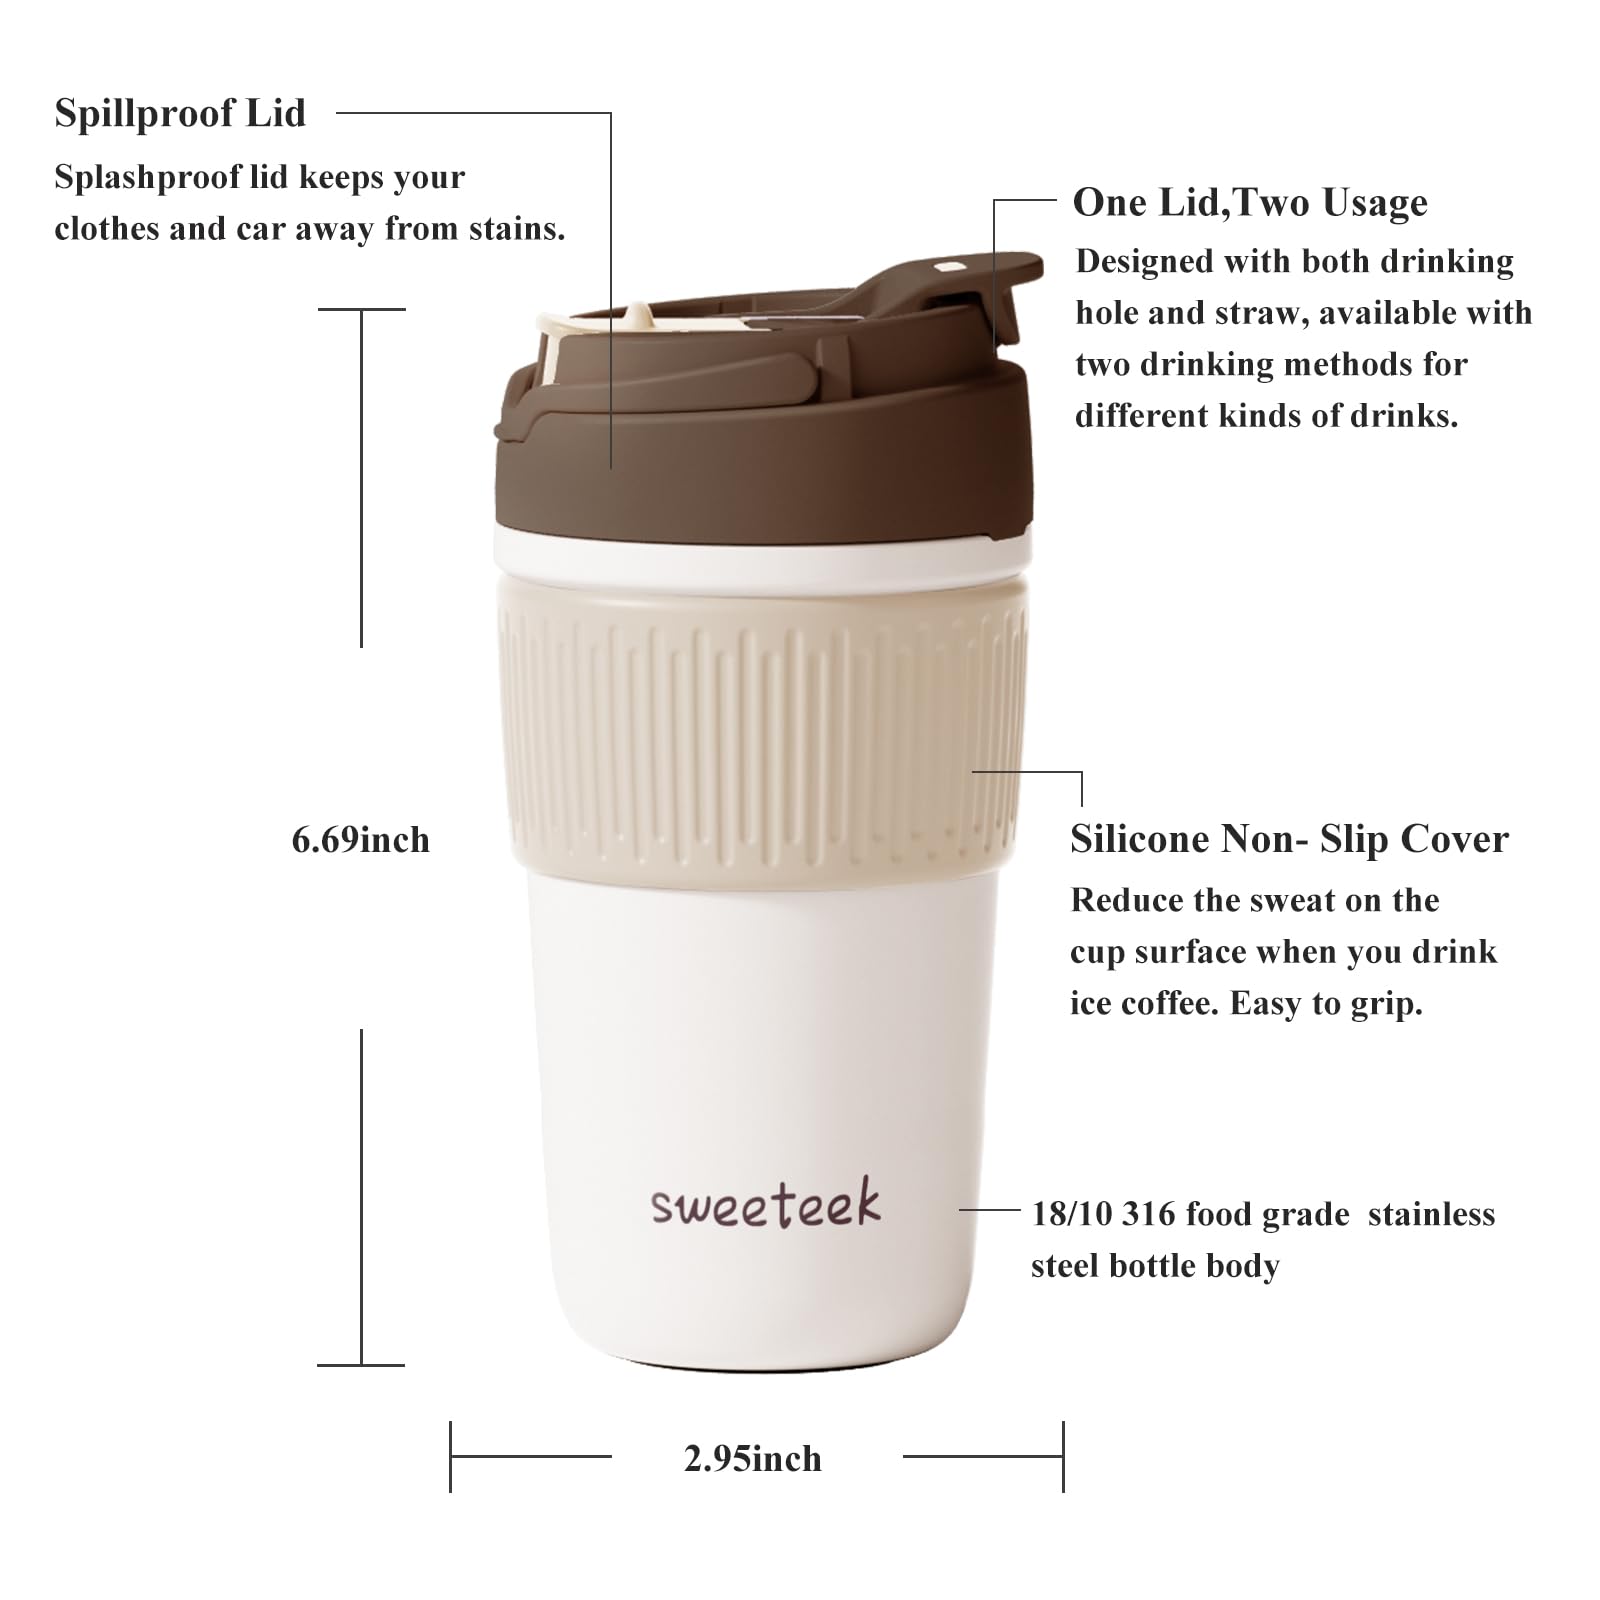 Spillproof Lid
Splashproof lid keeps your
clothes and car away from stains.
One Lid,Two Usage
Designed with both drinking
hole and straw, available with
two drinking methods for
different kinds of drinks.
6.69inch
Silicone Non- Slip Cover
Reduce the sweat on the
cup surface when you drink
ice coffee. Easy to grip.
sweeteek
18/10 316 food grade  stainless
steel bottle body
2.95inch